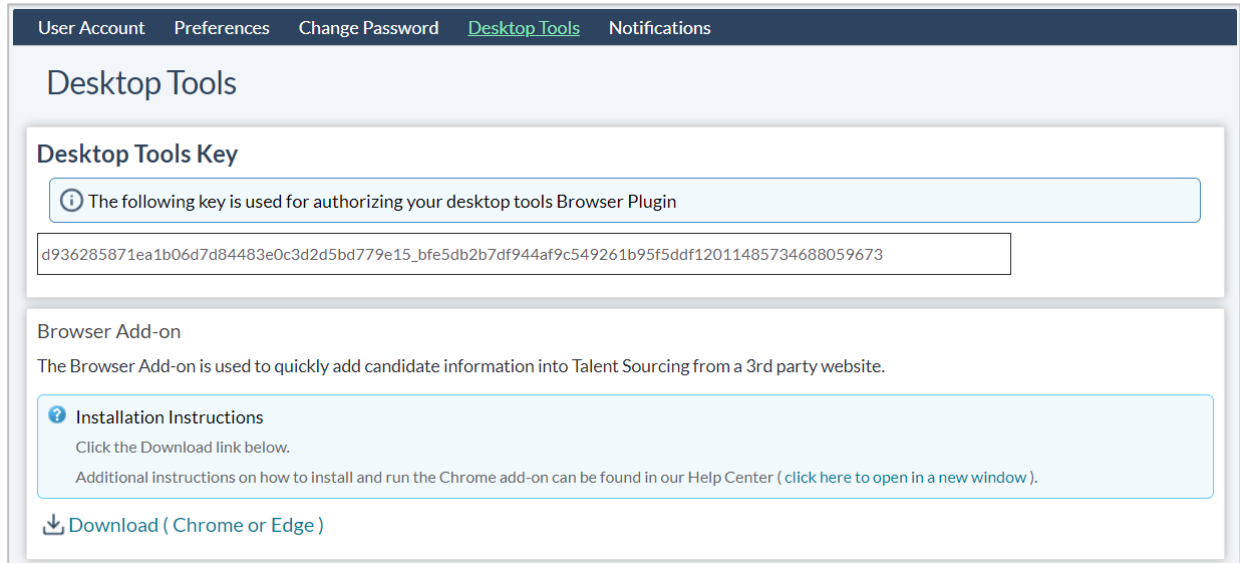 User Account Preferences Change Password Desktop Tools Notifications
Desktop Tools
Desktop Tools Key
The following key is used for authorizing your desktop tools Browser Plugin
d936285871ea1b06d7d84483e0c3d2d5bd779e15_bfe5db2b7df944af9c549261b95f5ddf12011485734688059673
Browser Add-on
The Browser Add-on is used to quickly add candidate information into Talent Sourcing from a 3rd party website.
Installation Instructions
Click the Download link below.
Additional instructions on how to install and run the Chrome add-on can be found in our Help Center ( click here to open in a new window ).
Download ( Chrome or Edge )